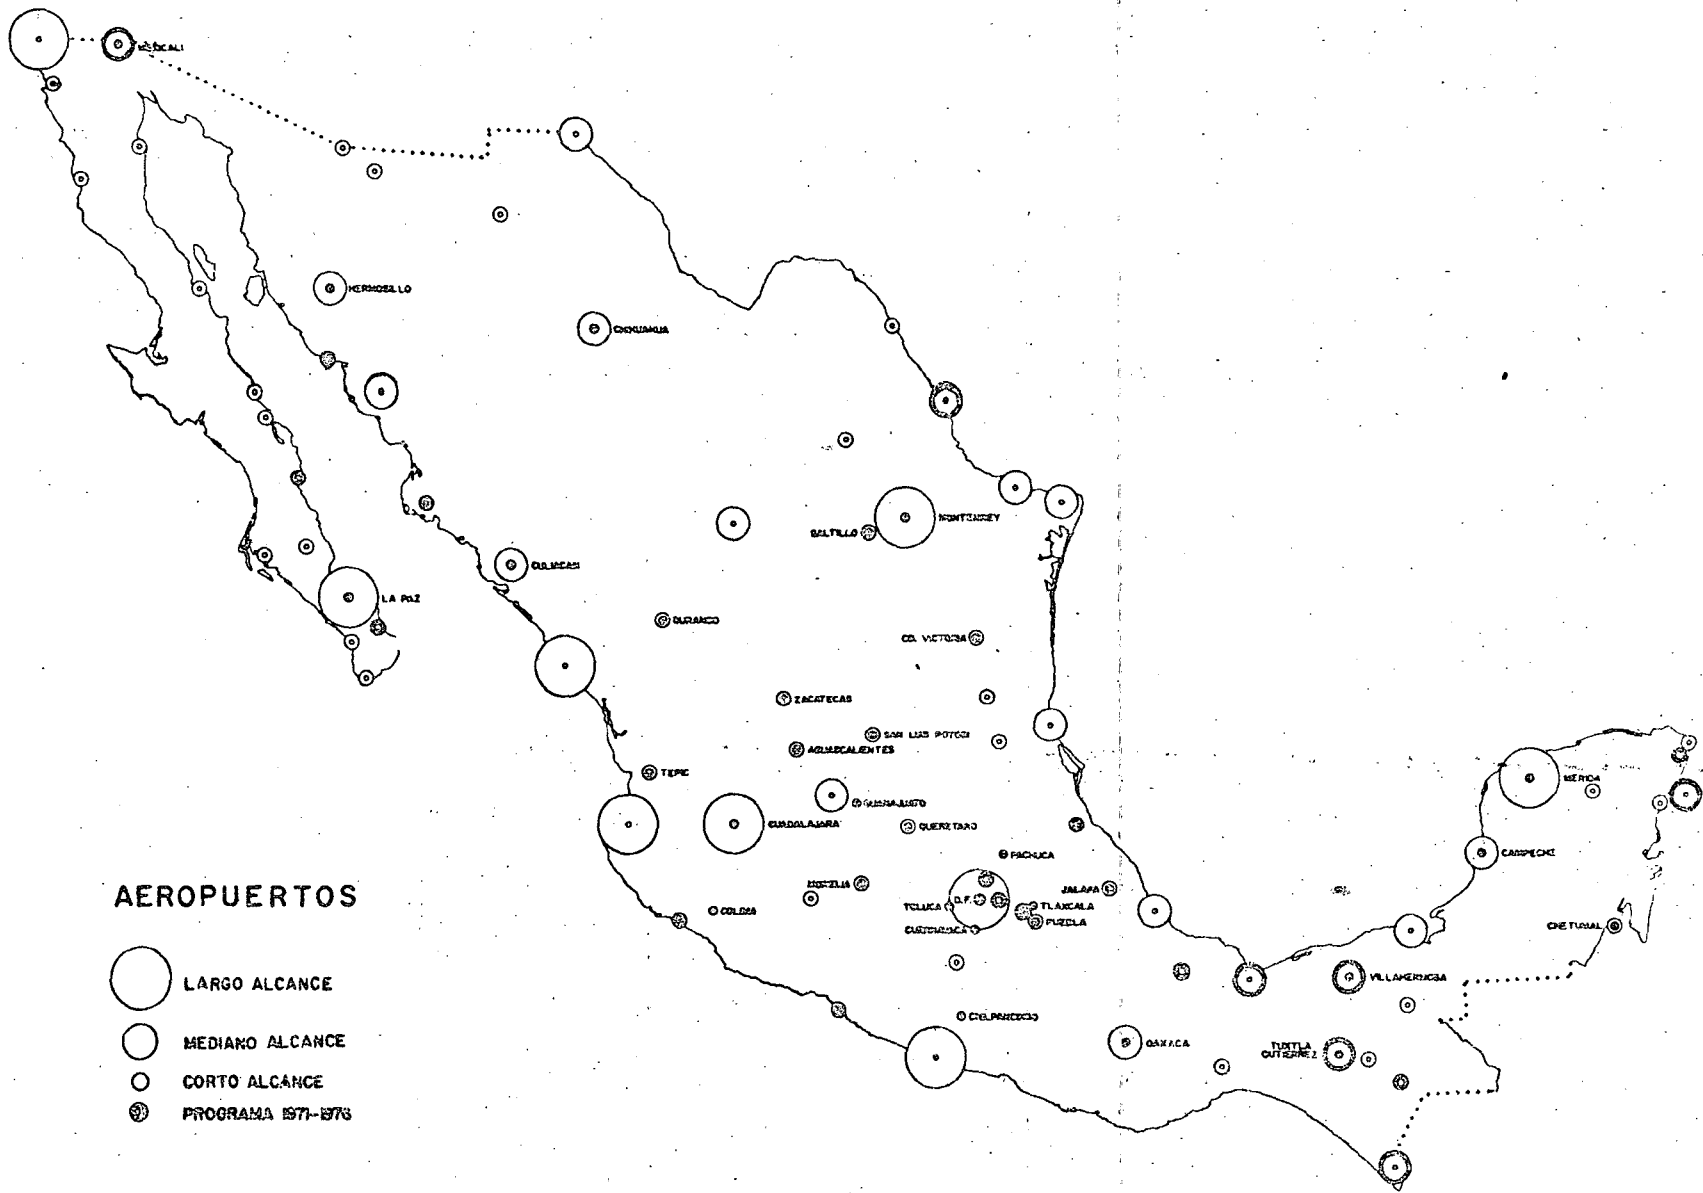 MEXICALI
HERMOSILLO
CHIHUAHUA
MONTERREY
SALTILLO
CULIACAN
LA PAZ
DURANGO
CD. VICTORIA
ZACATECAS
SAN LUIS POTOSI
AGUASCALIENTES
TEPIC
MERIDA
GUANAJUATO
GUADALAJARA
QUERETARO
PACHUCA
CAMPECHE
MORELIA
JALAPA
AEROPUERTOS
D.F.
TOLUCA
TLAXCALA
COLIMA
PUEBLA
CHETUMAL
CUERNAVACA
VILLAHERMOSA
LARGO ALCANCE
CHILPANCINGO
MEDIANO ALCANCE
OAXACA
TUXTLA
GUTIERREZ
CORTO ALCANCE
PROGRAMA 1971-1976